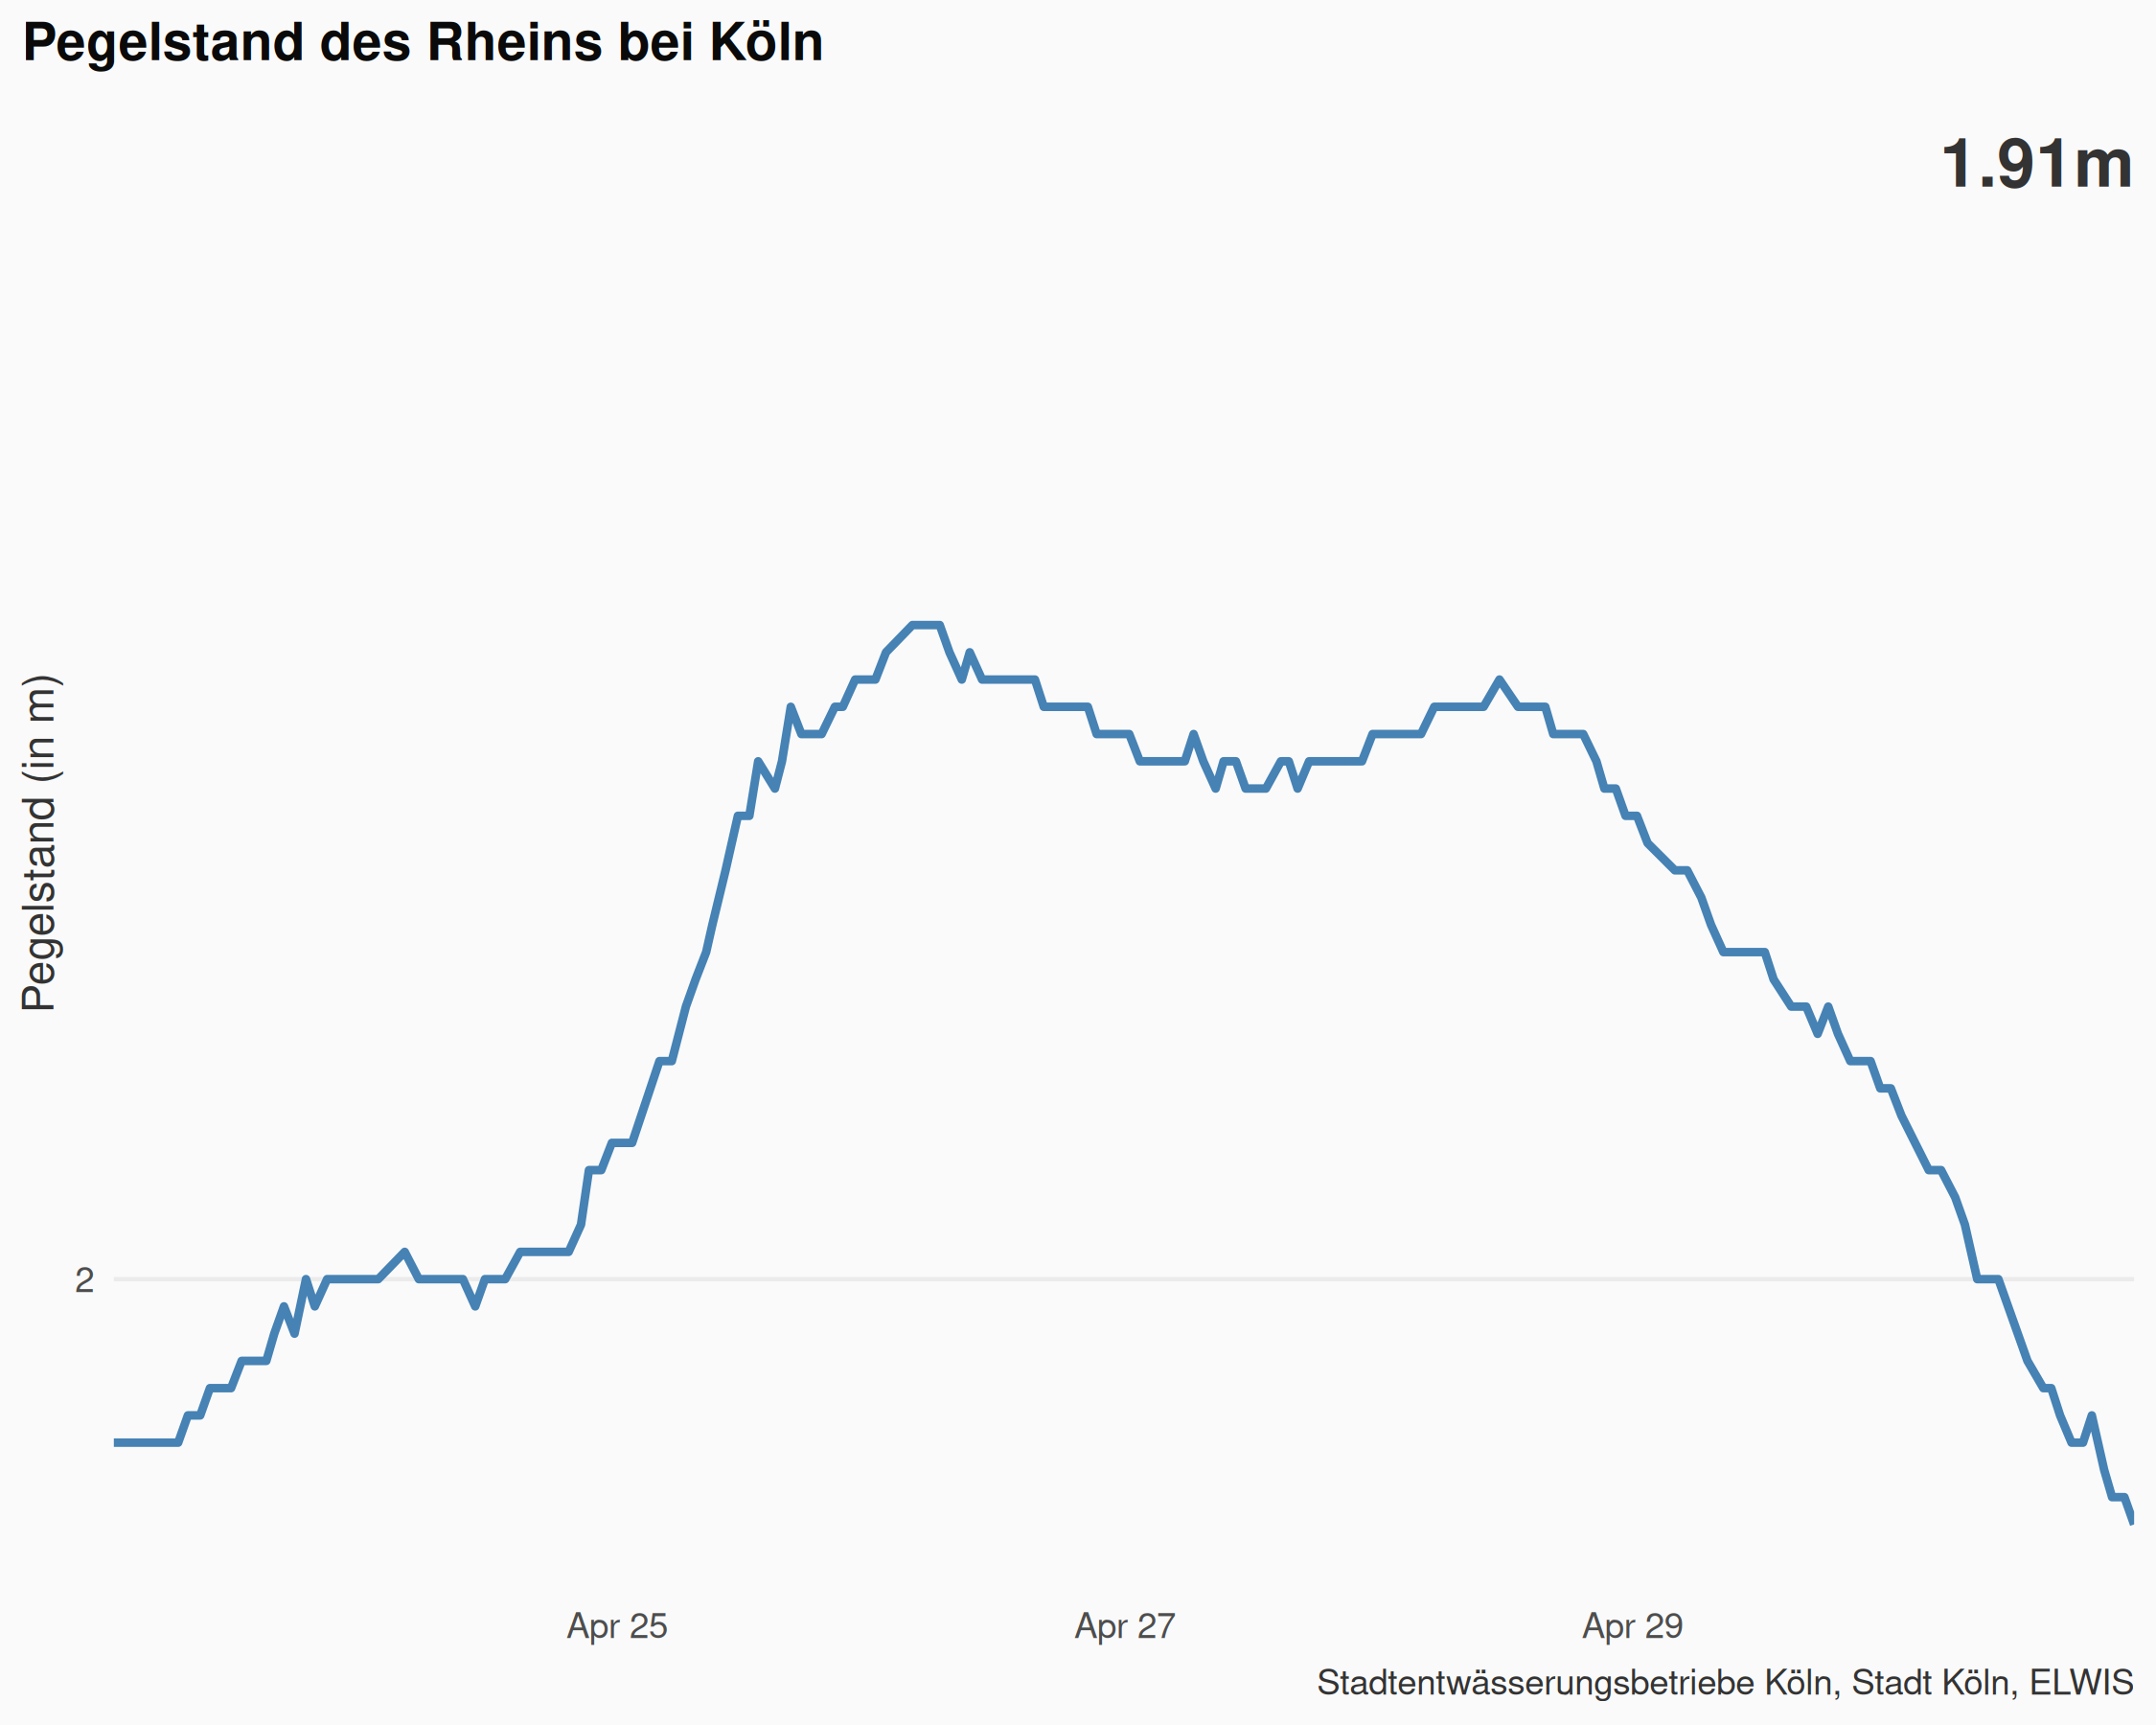 Pegelstand des Rheins bei Köln
1.91m
Pegelstand (in m)
2
Apr 25
Apr 27
Apr 29
Stadtentwässerungsbetriebe Köln, Stadt Köln, ELWIS